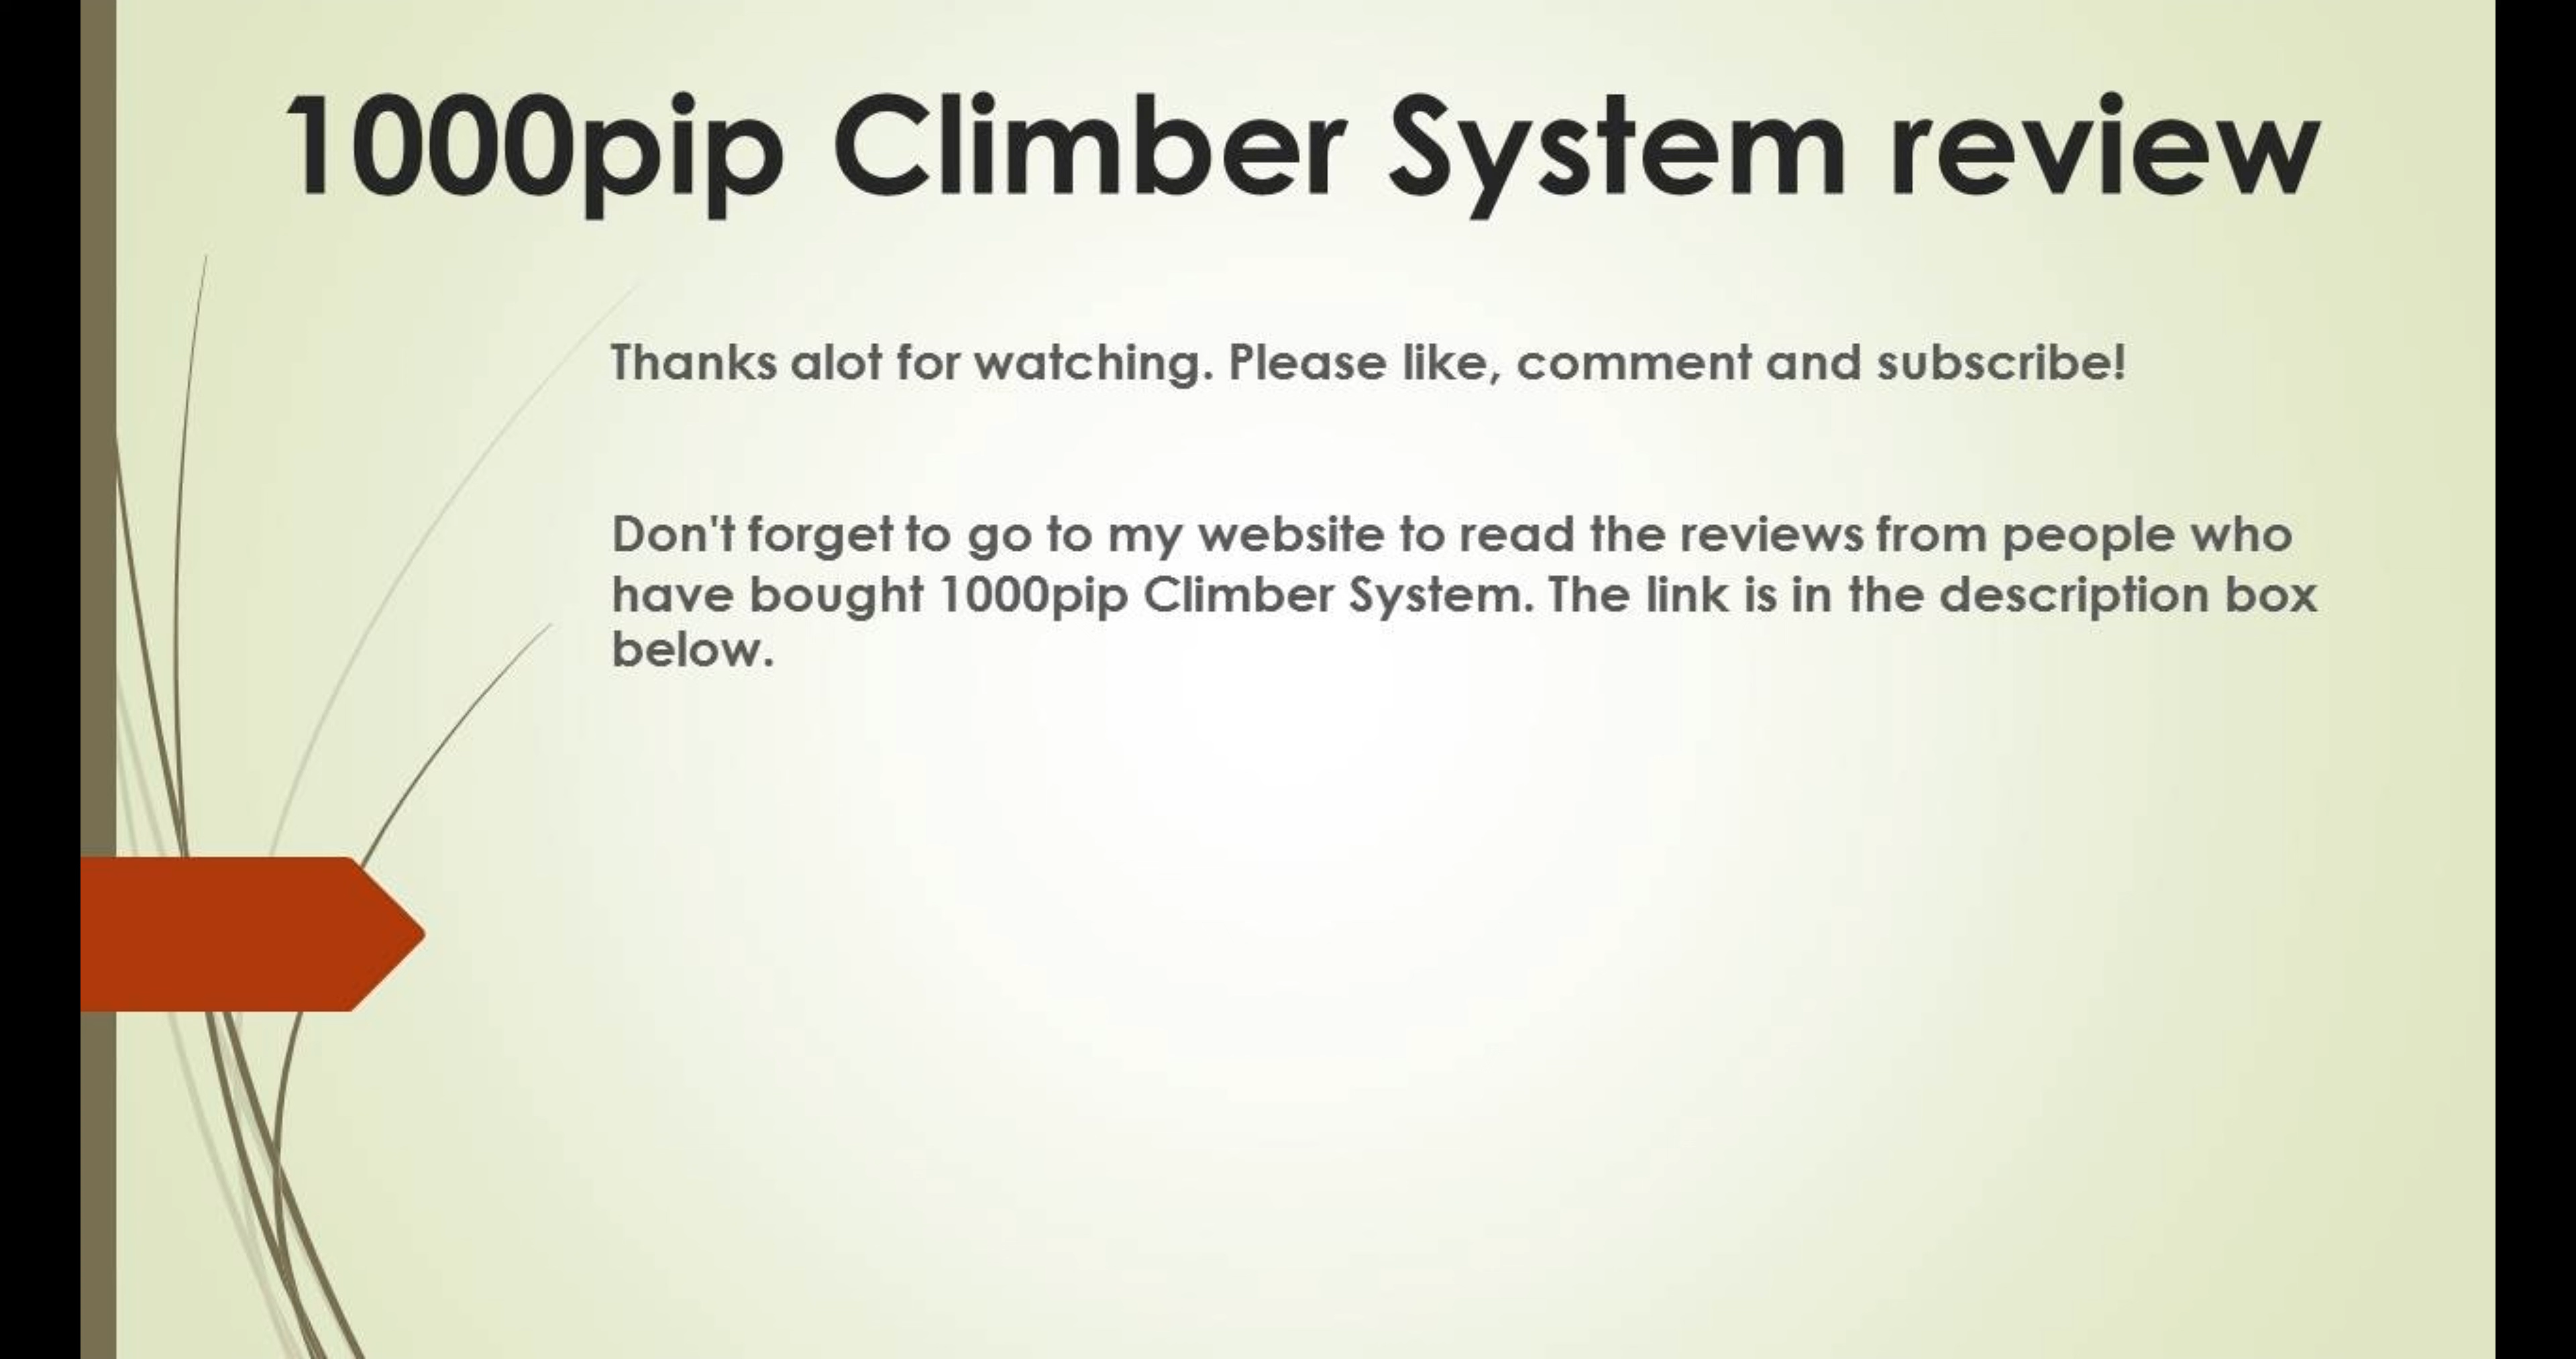 1000pip Climber System review
Thanks alot for watching. Please like, comment and subscribe!
Don't forget to go to my website to read the reviews from people who
have bought 1000pip Climber System. The link is in the description box
below.